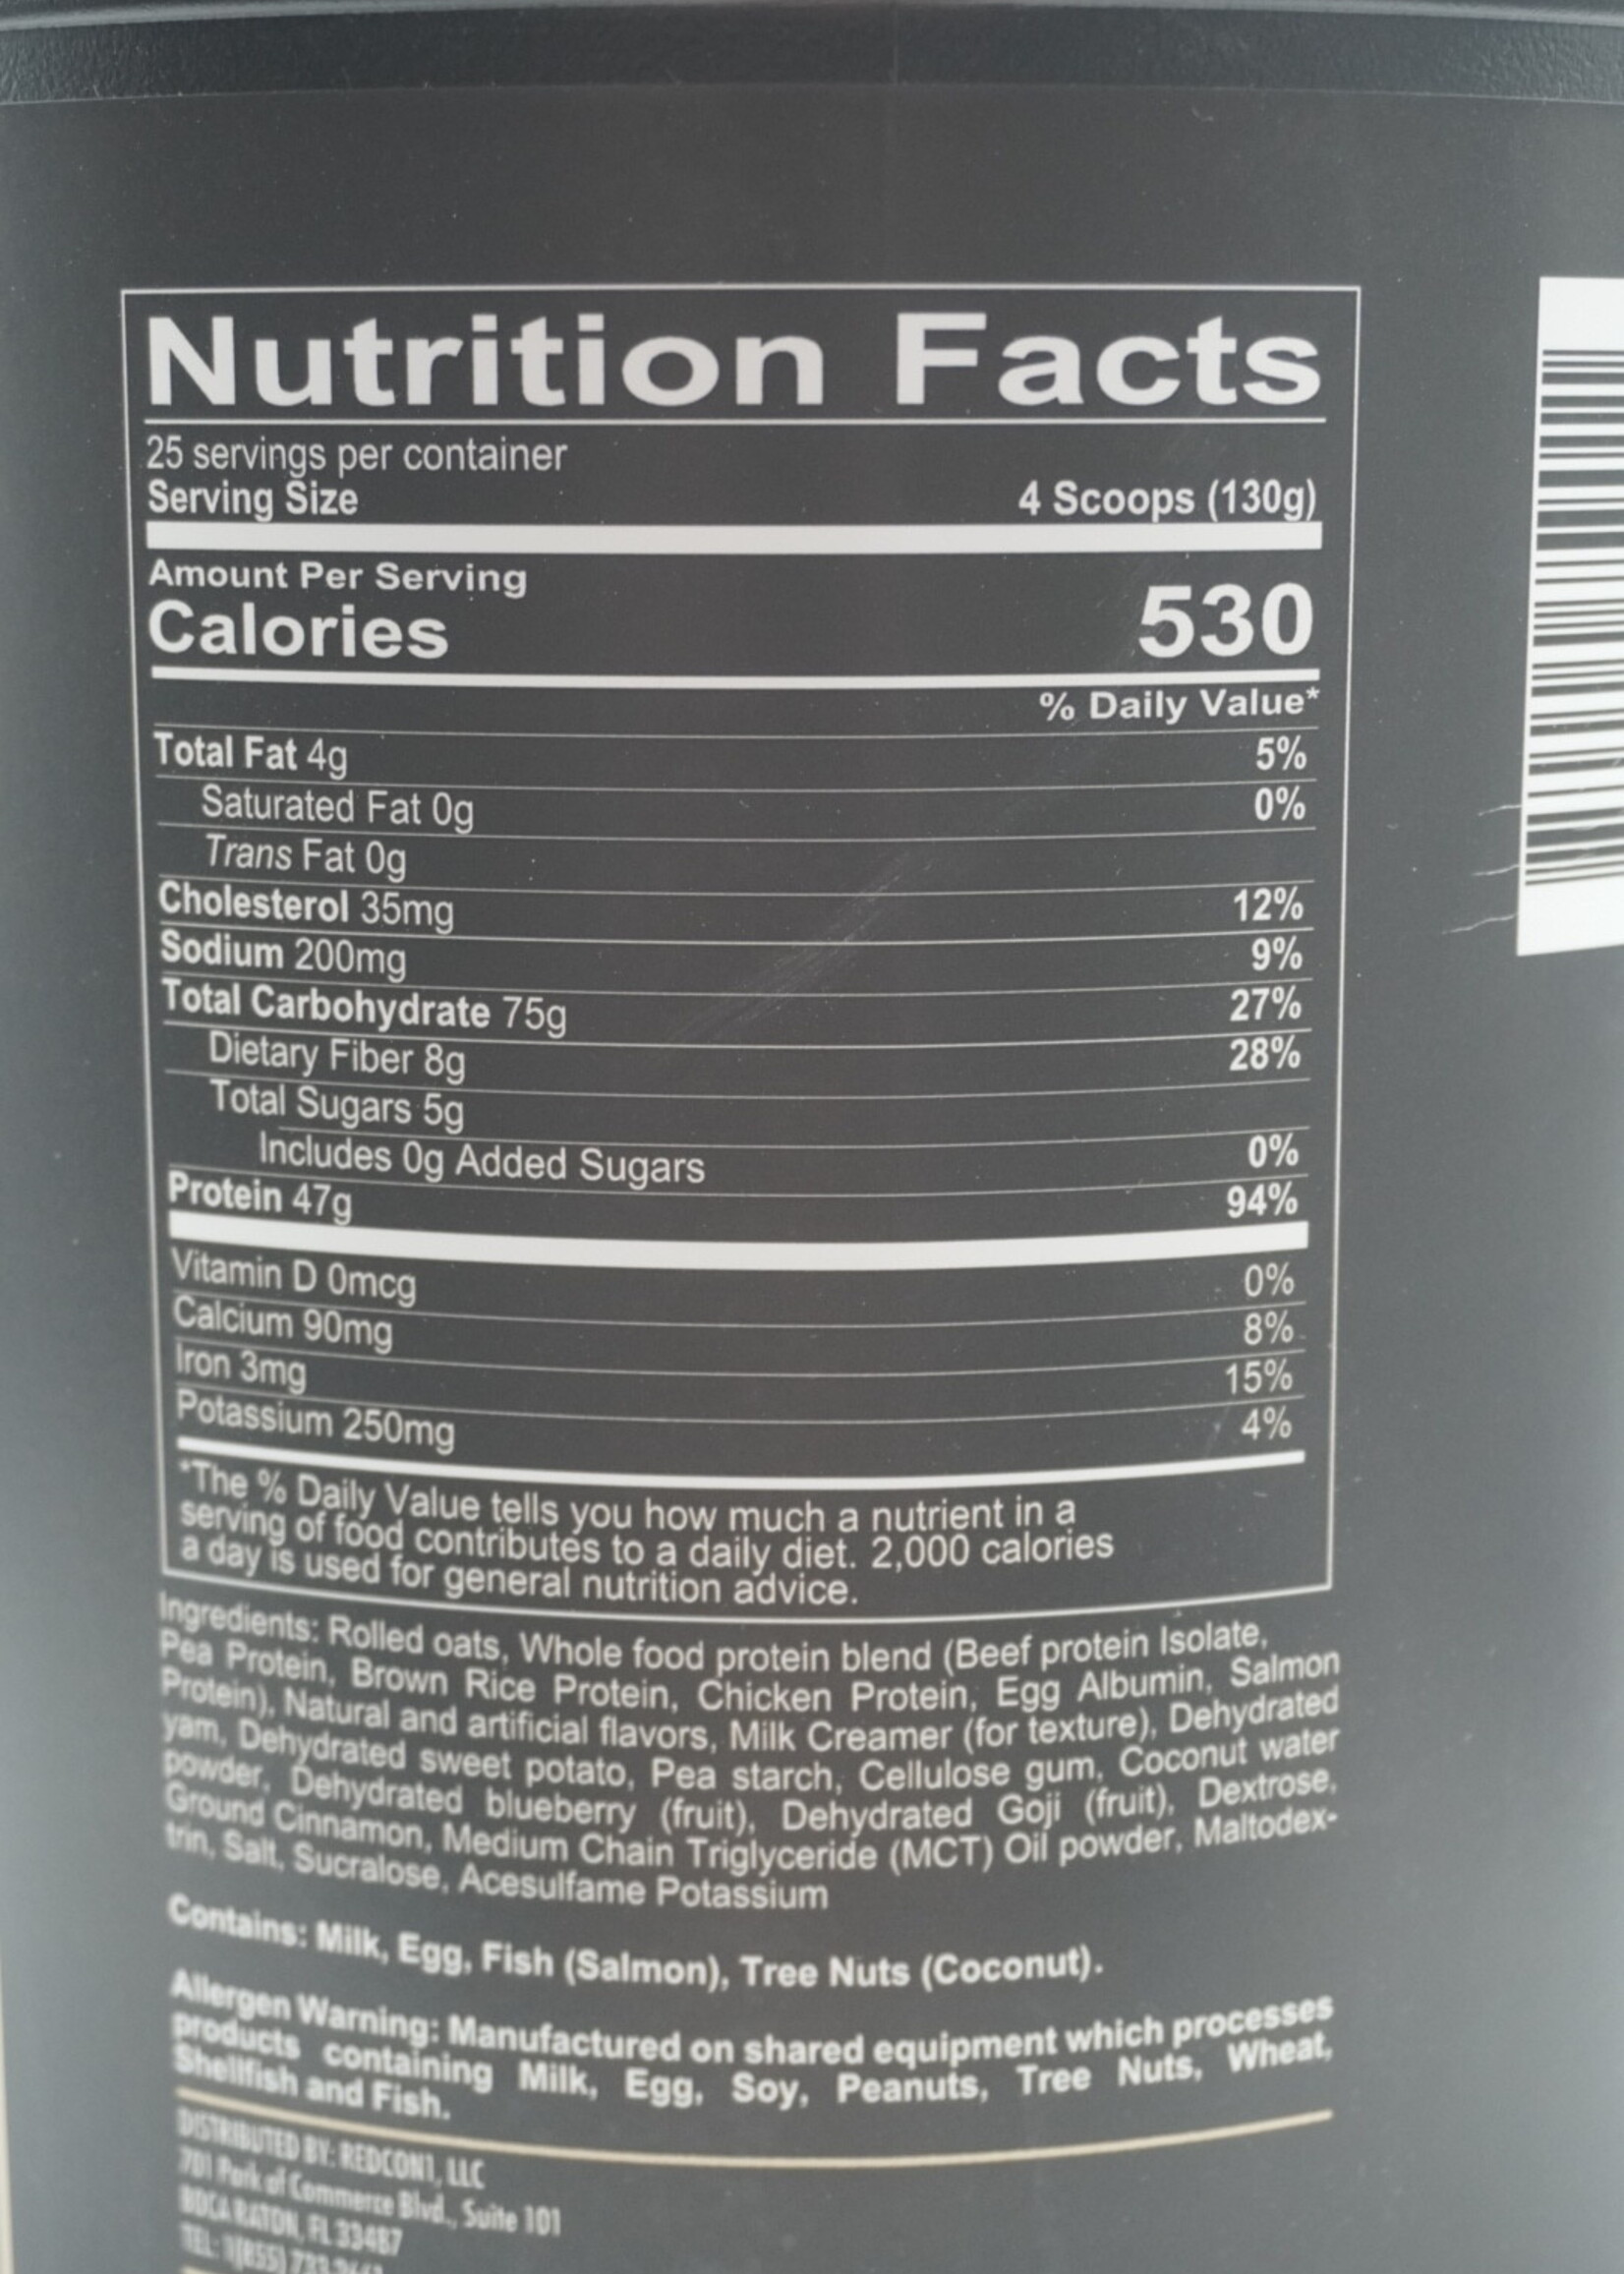 Nutrition Facts
25 servings per container
Serving Size 4 Scoops (130g)
Amount Per Serving
Calories 530
% Daily Value*
Total Fat 4g 5%
Saturated Fat 0g 0%
Trans Fat 0g
Cholesterol 35mg 12%
Sodium 200mg 9%
Total Carbohydrate 75g 27%
Dietary Fiber 8g 28%
Total Sugars 5g
Includes 0g Added Sugars 0%
Protein 47g 94%
Vitamin D 0mcg 0%
Calcium 90mg 8%
Iron 3mg 15%
Potassium 250mg 4%
*The % Daily Value tells you how much a nutrient in a
serving of food contributes to a daily diet. 2,000 calories
a day is used for general nutrition advice.
Ingredients: Rolled oats, Whole food protein blend (Beef protein Isolate,
Pea Protein, Brown Rice Protein, Chicken Protein, Egg Albumin, Salmon
Protein), Natural and artificial flavors, Milk Creamer (for texture), Dehydrated
yam, Dehydrated sweet potato, Pea starch, Cellulose gum, Coconut water
powder, Dehydrated blueberry (fruit), Dehydrated Goji (fruit), Dextrose,
Ground Cinnamon, Medium Chain Triglyceride (MCT) Oil powder, Maltodex-
trin, Salt, Sucralose, Acesulfame Potassium
Contains: Milk, Egg, Fish (Salmon), Tree Nuts (Coconut).
Allergen Warning: Manufactured on shared equipment which processes
products containing Milk, Egg, Soy, Peanuts, Tree Nuts, Wheat,
Shellfish and Fish.
DISTRIBUTED BY: REDCON1, LLC
701 Park of Commerce Blvd., Suite 101
BOCA RATON, FL 33487
TEL: 1(855) 733-